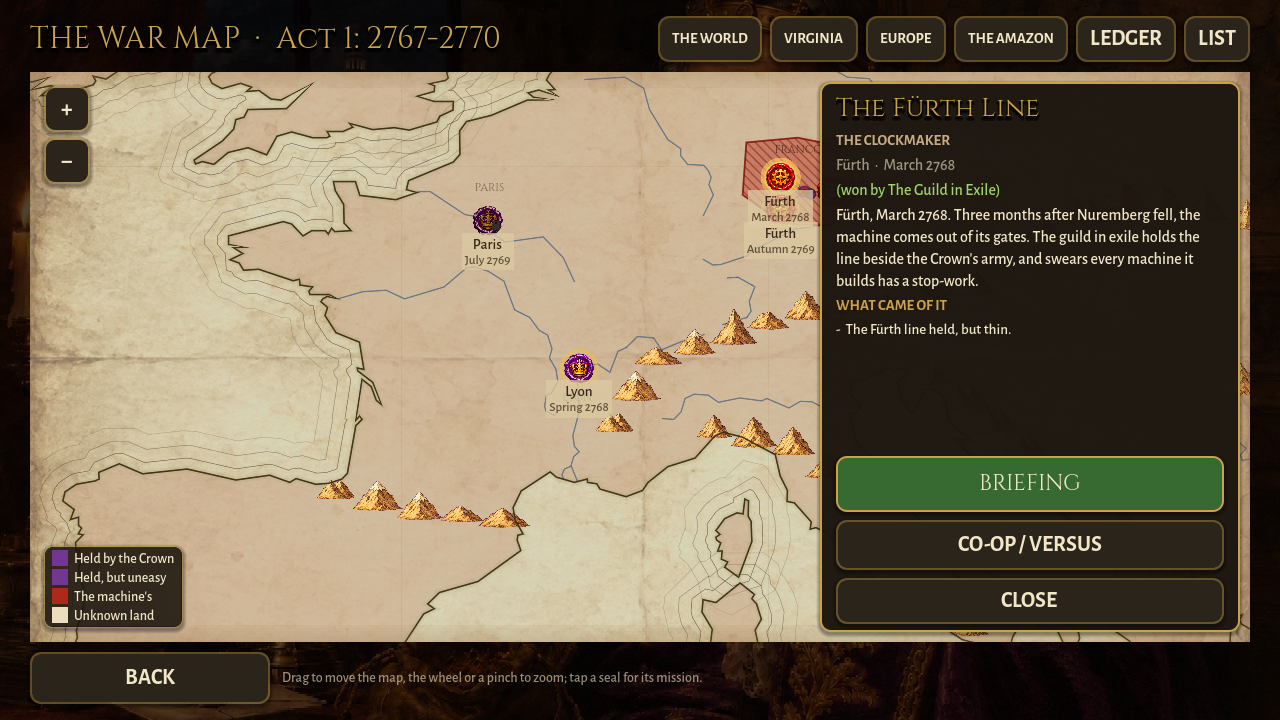 THE WAR MAP · ACT 1: 2767-2770
THE WORLD
VIRGINIA
EUROPE
THE AMAZON
LEDGER
LIST
+
−
PARIS
Paris
July 2769
Lyon
Spring 2768
Fürth
March 2768
Fürth
Autumn 2769
THE FÜRTH LINE
THE CLOCKMAKER
Fürth · March 2768
(won by The Guild in Exile)
Fürth, March 2768. Three months after Nuremberg fell, the
machine comes out of its gates. The guild in exile holds the
line beside the Crown's army, and swears every machine it
builds has a stop-work.
WHAT CAME OF IT
- The Fürth line held, but thin.
BRIEFING
CO-OP / VERSUS
CLOSE
Held by the Crown
Held, but uneasy
The machine's
Unknown land
BACK
Drag to move the map, the wheel or a pinch to zoom; tap a seal for its mission.